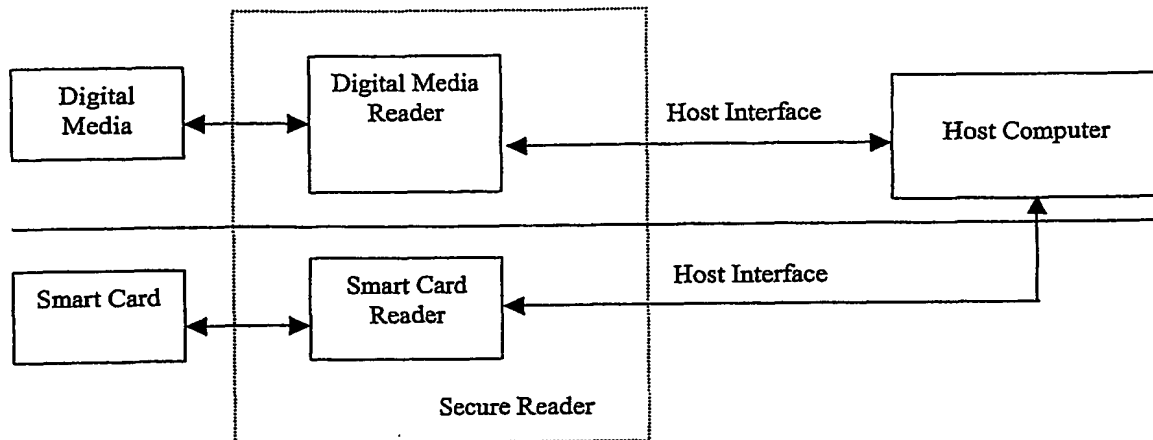 Digital
Media
Digital Media
Reader
Host Interface
Host Computer
Smart Card
Smart Card
Reader
Host Interface
Secure Reader